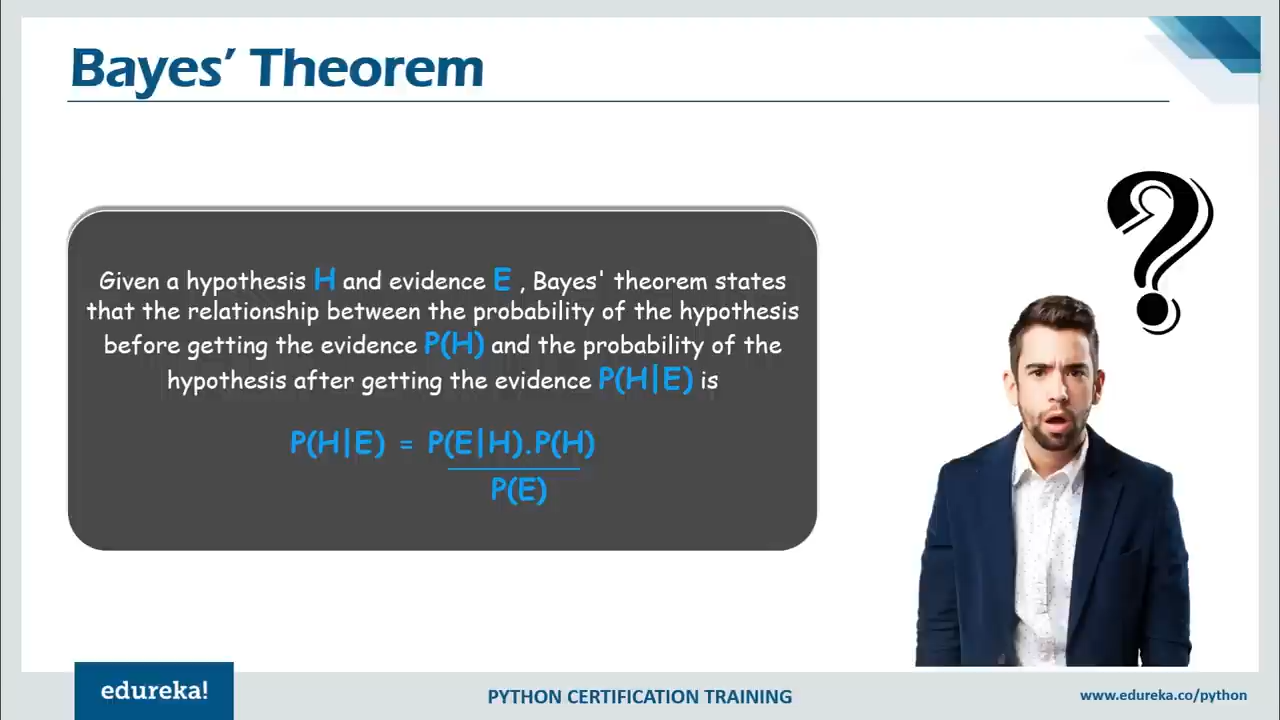 Bayes’ Theorem
?
Given a hypothesis H and evidence E , Bayes' theorem states
that the relationship between the probability of the hypothesis
before getting the evidence P(H) and the probability of the
hypothesis after getting the evidence P(H|E) is
P(H|E) = P(E|H).P(H)
P(E)
edureka!
PYTHON CERTIFICATION TRAINING
www.edureka.co/python